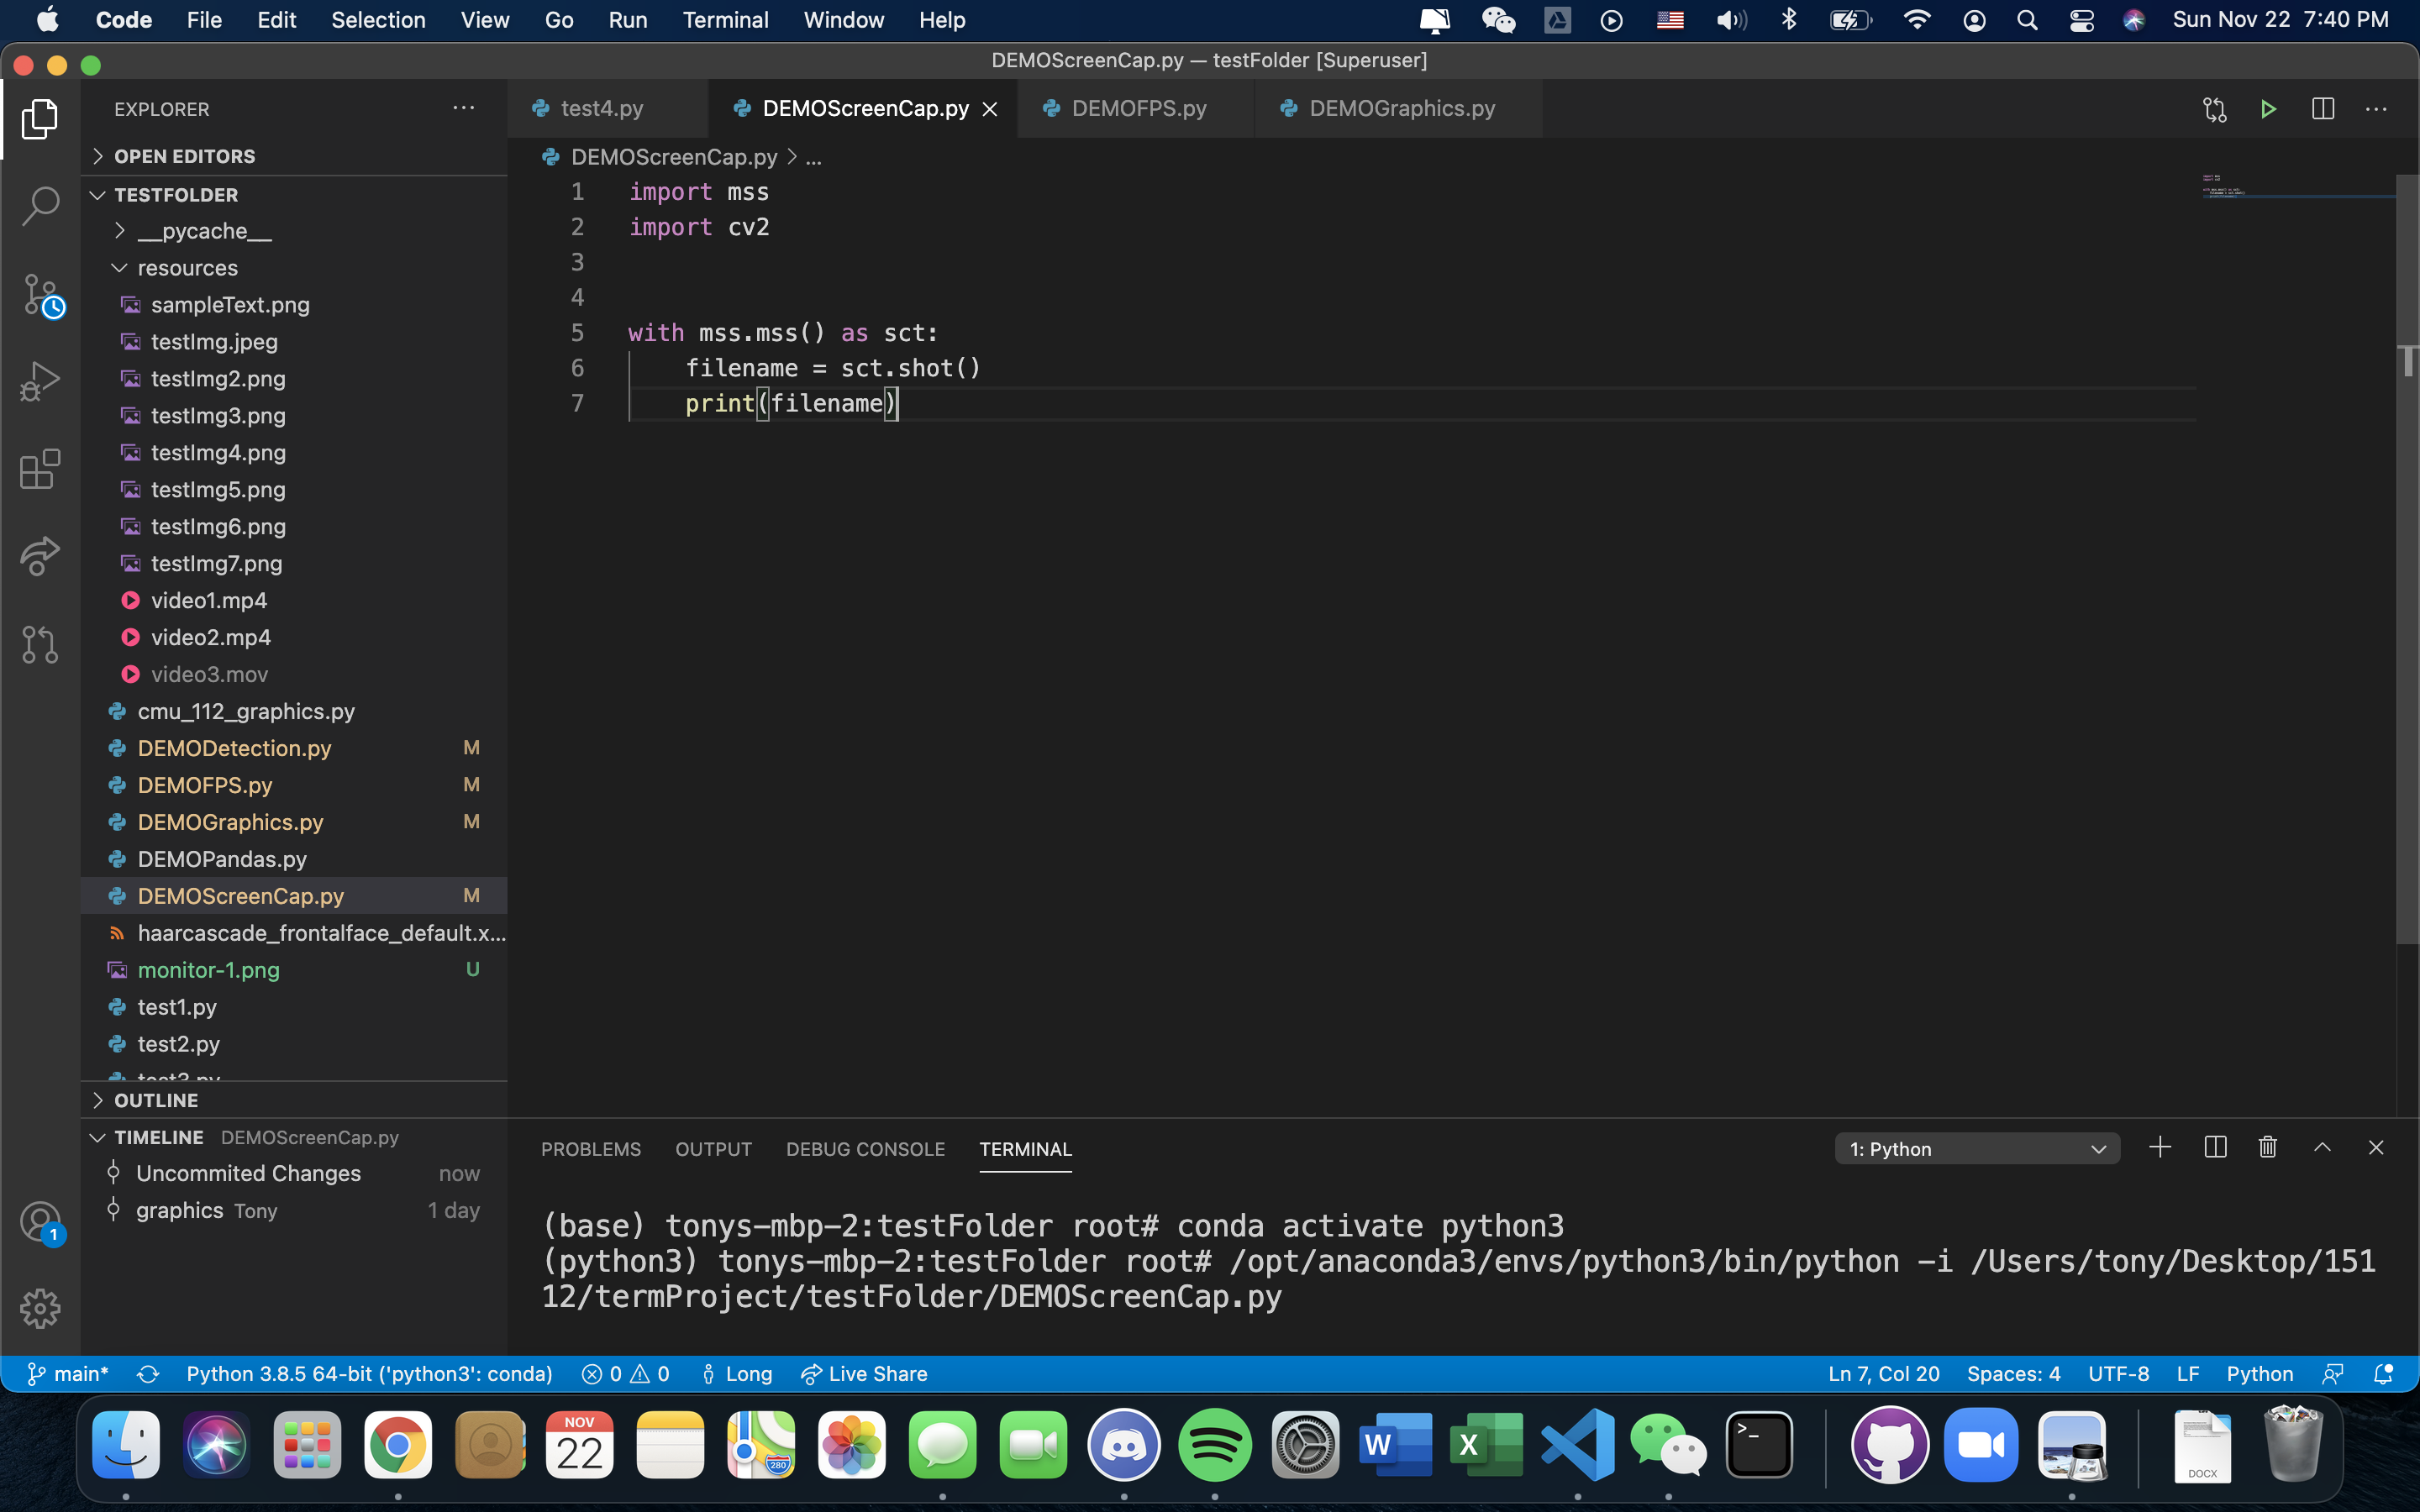 Code File Edit Selection View Go Run Terminal Window Help Sun Nov 22 7:40 PM
DEMOScreenCap.py — testFolder [Superuser]
EXPLORER ...
test4.py DEMOScreenCap.py DEMOFPS.py DEMOGraphics.py
OPEN EDITORS
DEMOScreenCap.py > ...
TESTFOLDER
__pycache__
resources
sampleText.png
testImg.jpeg
testImg2.png
testImg3.png
testImg4.png
testImg5.png
testImg6.png
testImg7.png
video1.mp4
video2.mp4
video3.mov
cmu_112_graphics.py
DEMODetection.py M
DEMOFPS.py M
DEMOGraphics.py M
DEMOPandas.py
DEMOScreenCap.py M
haarcascade_frontalface_default.x...
monitor-1.png U
test1.py
test2.py
test3.py
OUTLINE
TIMELINE DEMOScreenCap.py
Uncommited Changes now
graphics Tony 1 day
1
1 import mss
2 import cv2
3
4
5 with mss.mss() as sct:
6 filename = sct.shot()
7 print(filename)
PROBLEMS OUTPUT DEBUG CONSOLE TERMINAL 1: Python
(base) tonys-mbp-2:testFolder root# conda activate python3
(python3) tonys-mbp-2:testFolder root# /opt/anaconda3/envs/python3/bin/python -i /Users/tony/Desktop/151
12/termProject/testFolder/DEMOScreenCap.py
main* Python 3.8.5 64-bit ('python3': conda) 0 0 Long Live Share Ln 7, Col 20 Spaces: 4 UTF-8 LF Python
NOV
22
280
W
X
>_
DOCX